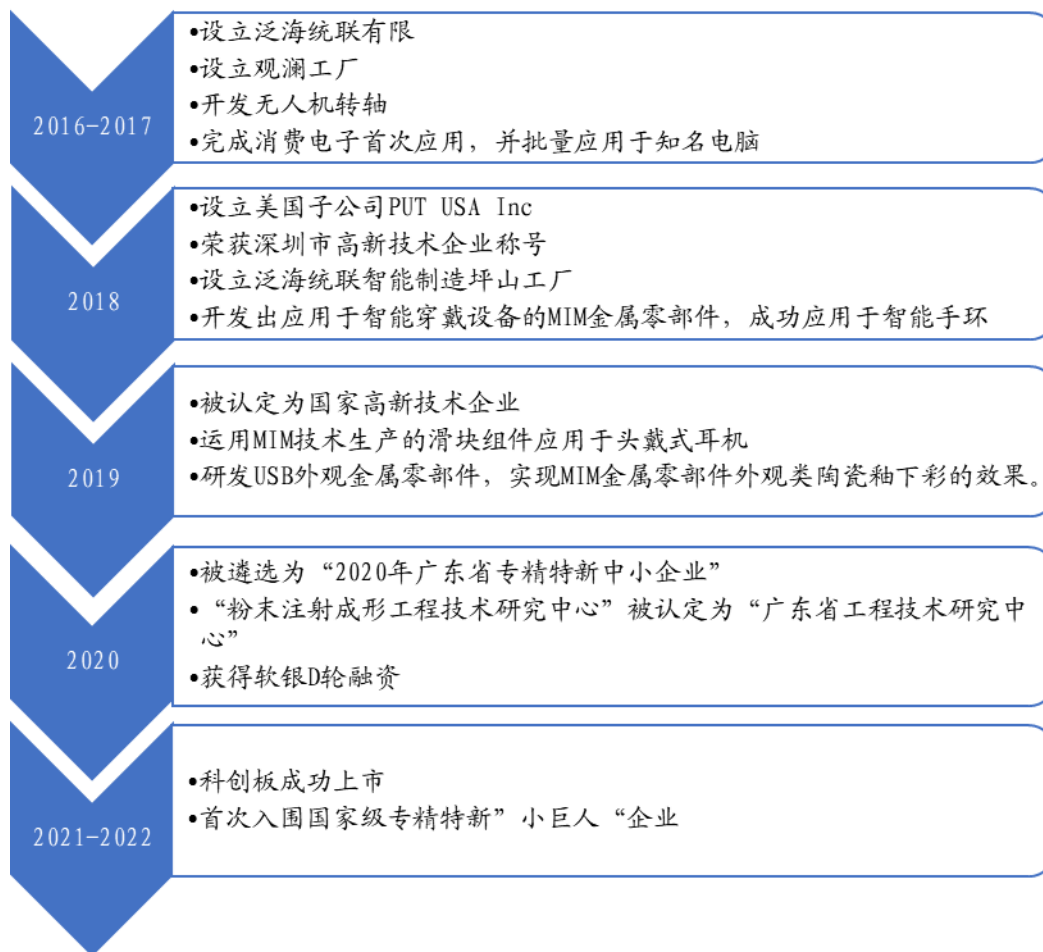 2016-2017
•设立泛海统联有限
•设立观澜工厂
•开发无人机转轴
•完成消费电子首次应用，并批量应用于知名电脑
2018
•设立美国子公司PUT USA Inc
•荣获深圳市高新技术企业称号
•设立泛海统联智能制造坪山工厂
•开发出应用于智能穿戴设备的MIM金属零部件，成功应用于智能手环
2019
•被认定为国家高新技术企业
•运用MIM技术生产的滑块组件应用于头戴式耳机
•研发USB外观金属零部件，实现MIM金属零部件外观类陶瓷釉下彩的效果。
2020
•被遴选为“2020年广东省专精特新中小企业”
•“粉末注射成形工程技术研究中心”被认定为“广东省工程技术研究中
心”
•获得软银D轮融资
2021-2022
•科创板成功上市
•首次入围国家级专精特新”小巨人“企业